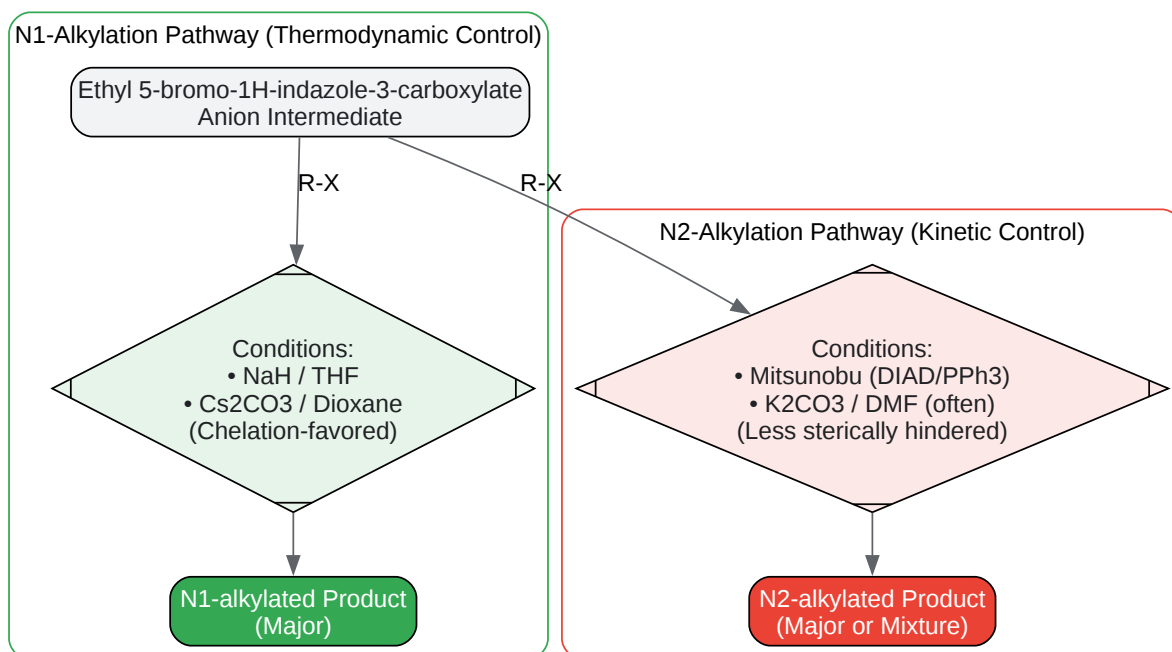 N1-Alkylation Pathway (Thermodynamic Control)
Ethyl 5-bromo-1H-indazole-3-carboxylate
Anion Intermediate
R-X
R-X
N2-Alkylation Pathway (Kinetic Control)
Conditions:
• NaH / THF
• Cs2CO3 / Dioxane
(Chelation-favored)
Conditions:
• Mitsunobu (DIAD/PPh3)
• K2CO3 / DMF (often)
(Less sterically hindered)
N1-alkylated Product
(Major)
N2-alkylated Product
(Major or Mixture)